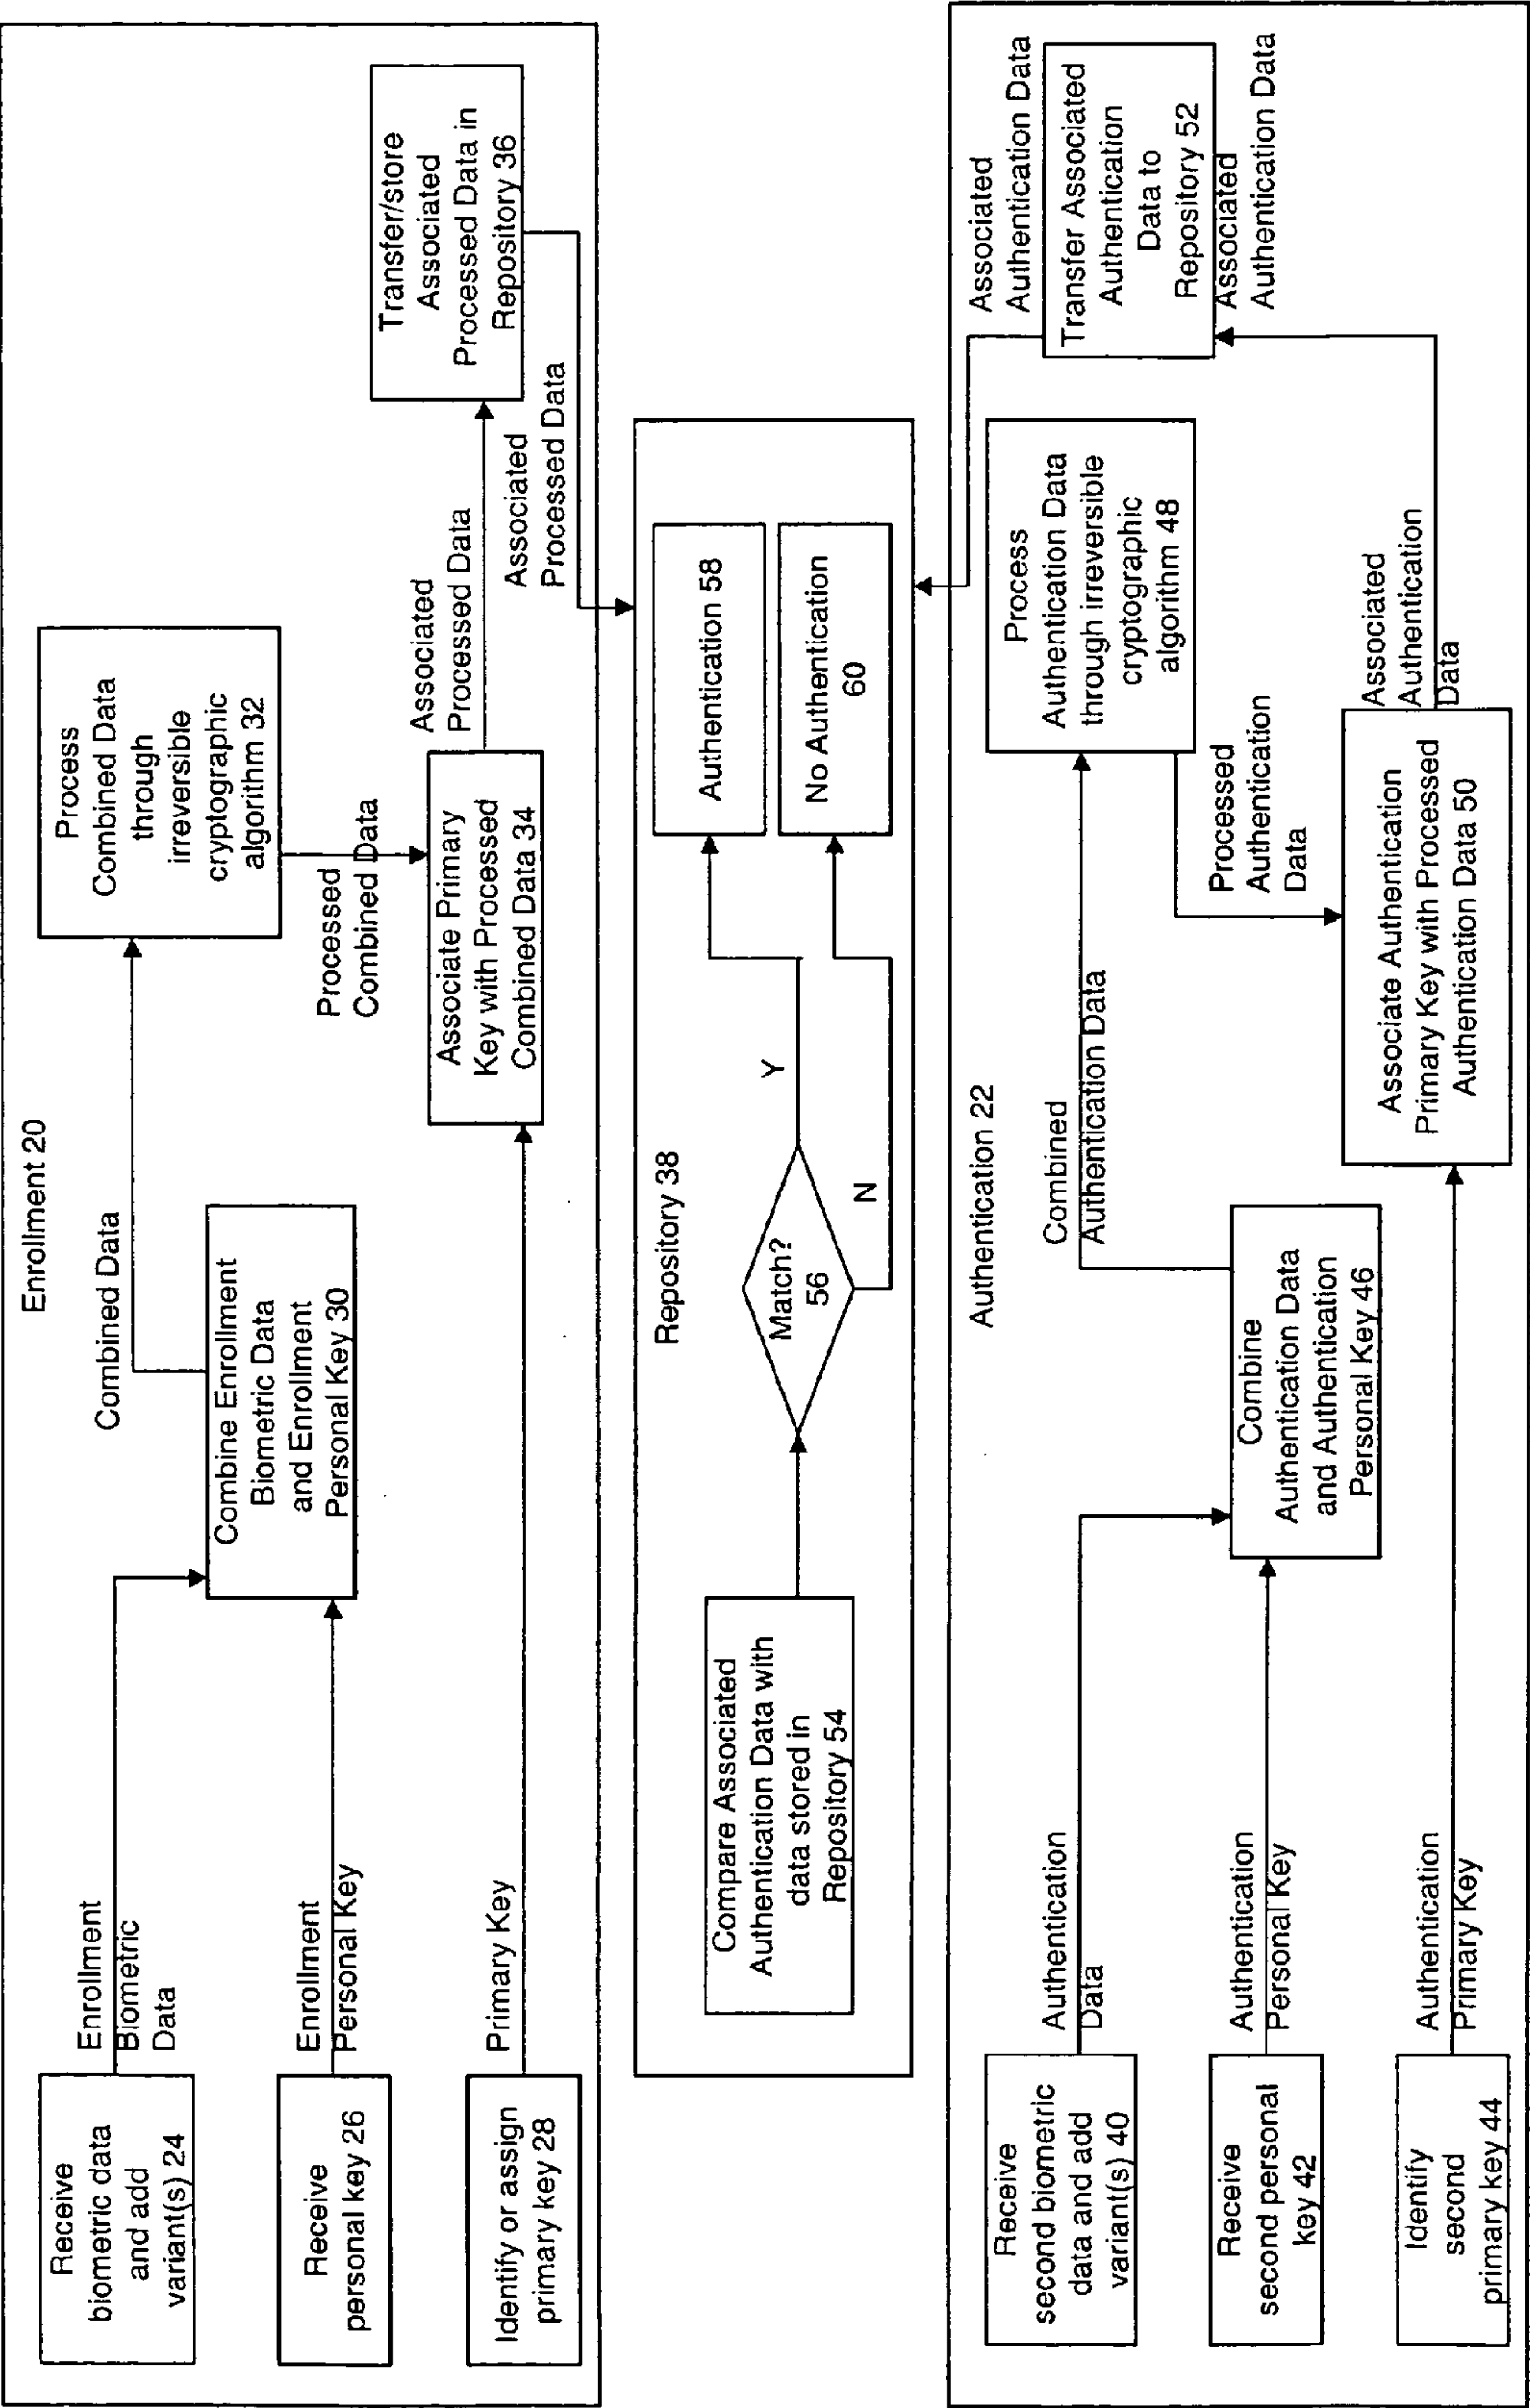 Enrollment 20
Receive
biometric data
and add
variant(s) 24
Enrollment
Biometric
Data
Receive
personal key 26
Enrollment
Personal Key
Identify or assign
primary key 28
Primary Key
Combine Enrollment
Biometric Data
and Enrollment
Personal Key 30
Combined Data
Process
Combined Data
through
irreversible
cryptographic
algorithm 32
Processed
Combined Data
Associate Primary
Key with Processed
Combined Data 34
Associated
Processed Data
Transfer/store
Associated
Processed Data in
Repository 36
Associated
Processed Data
Repository 38
Compare Associated
Authentication Data with
data stored in
Repository 54
Match?
56
Y
N
Authentication 58
No Authentication
60
Authentication 22
Receive
second biometric
data and add
variant(s) 40
Authentication
Data
Receive
second personal
key 42
Authentication
Personal Key
Identify
second
primary key 44
Authentication
Primary Key
Combine
Authentication Data
and Authentication
Personal Key 46
Combined
Authentication Data
Process
Authentication Data
through irreversible
cryptographic
algorithm 48
Processed
Authentication
Data
Associate Authentication
Primary Key with Processed
Authentication Data 50
Associated
Authentication
Data
Associated
Authentication Data
Transfer Associated
Authentication
Data to
Repository 52
Associated
Authentication Data